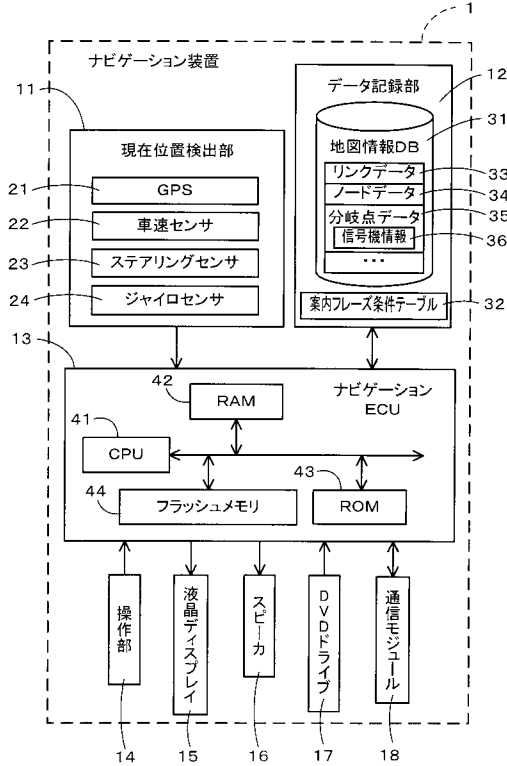 1
ナビゲーション装置
11
現在位置検出部
21
GPS
22
車速センサ
23
ステアリングセンサ
24
ジャイロセンサ
12
データ記録部
31
地図情報DB
リンクデータ
33
ノードデータ
34
分岐点データ
35
信号機情報
36
・・・
案内フレーズ条件テーブル
32
13
ナビゲーション
ECU
42
RAM
41
CPU
44
フラッシュメモリ
43
ROM
操作部
液晶ディスプレイ
スピーカ
DVDドライブ
通信モジュール
14
15
16
17
18